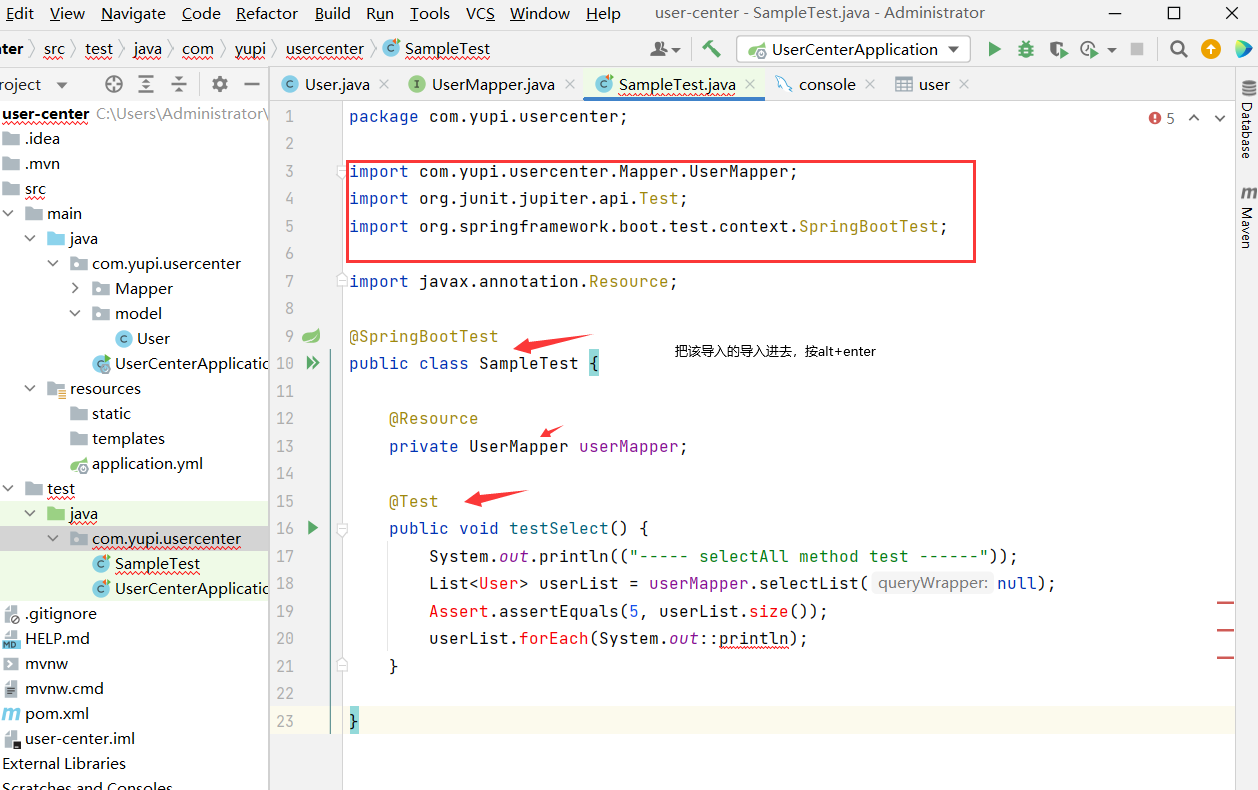 Edit View Navigate Code Refactor Build Run Tools VCS Window Help user-center - SampleTest.java - Administrator
ter src test java com yupi usercenter SampleTest UserCenterApplication
roject User.java UserMapper.java SampleTest.java console user
user-center C:\Users\Administrator\
.idea
.mvn
src
main
java
com.yupi.usercenter
Mapper
model
User
UserCenterApplicatic
resources
static
templates
application.yml
test
java
com.yupi.usercenter
SampleTest
UserCenterApplicatic
.gitignore
HELP.md
mvnw
mvnw.cmd
pom.xml
user-center.iml
External Libraries
Scratches and Consoles
1 package com.yupi.usercenter;
2
3 import com.yupi.usercenter.Mapper.UserMapper;
4 import org.junit.jupiter.api.Test;
5 import org.springframework.boot.test.context.SpringBootTest;
6
7 import javax.annotation.Resource;
8
9 @SpringBootTest
10 public class SampleTest {
把该导入的导入进去，按alt+enter
11
12 @Resource
13 private UserMapper userMapper;
14
15 @Test
16 public void testSelect() {
17 System.out.println(("----- selectAll method test ------"));
18 List<User> userList = userMapper.selectList( queryWrapper: null);
19 Assert.assertEquals(5, userList.size());
20 userList.forEach(System.out::println);
21 }
22
23 }
5
Database
m
Maven